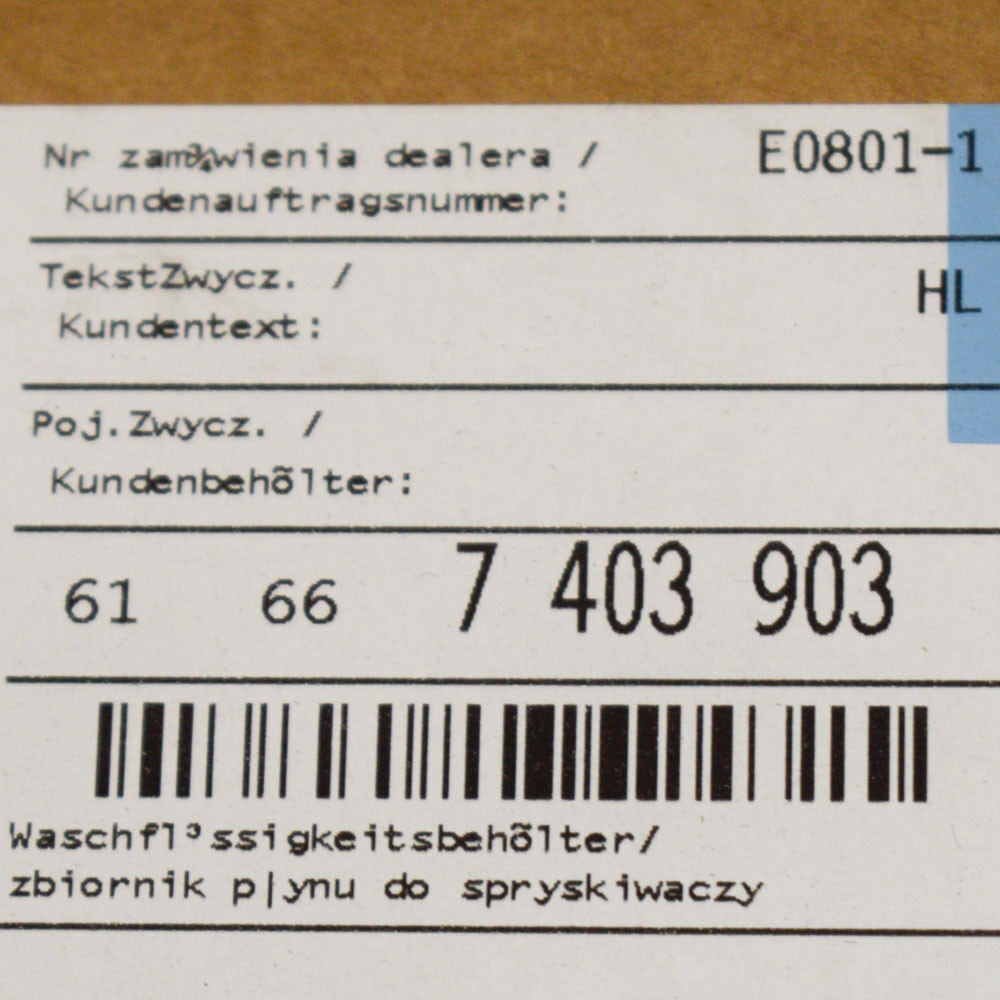 Nr zam¾wienia dealera / E0801-1
Kundenauftragsnummer:
TekstZwycz. / HL
Kundentext:
Poj.Zwycz. /
Kundenbehõlter:
61 66 7 403 903
Waschfl³ssigkeitsbehõlter/
zbiornik p|ynu do spryskiwaczy